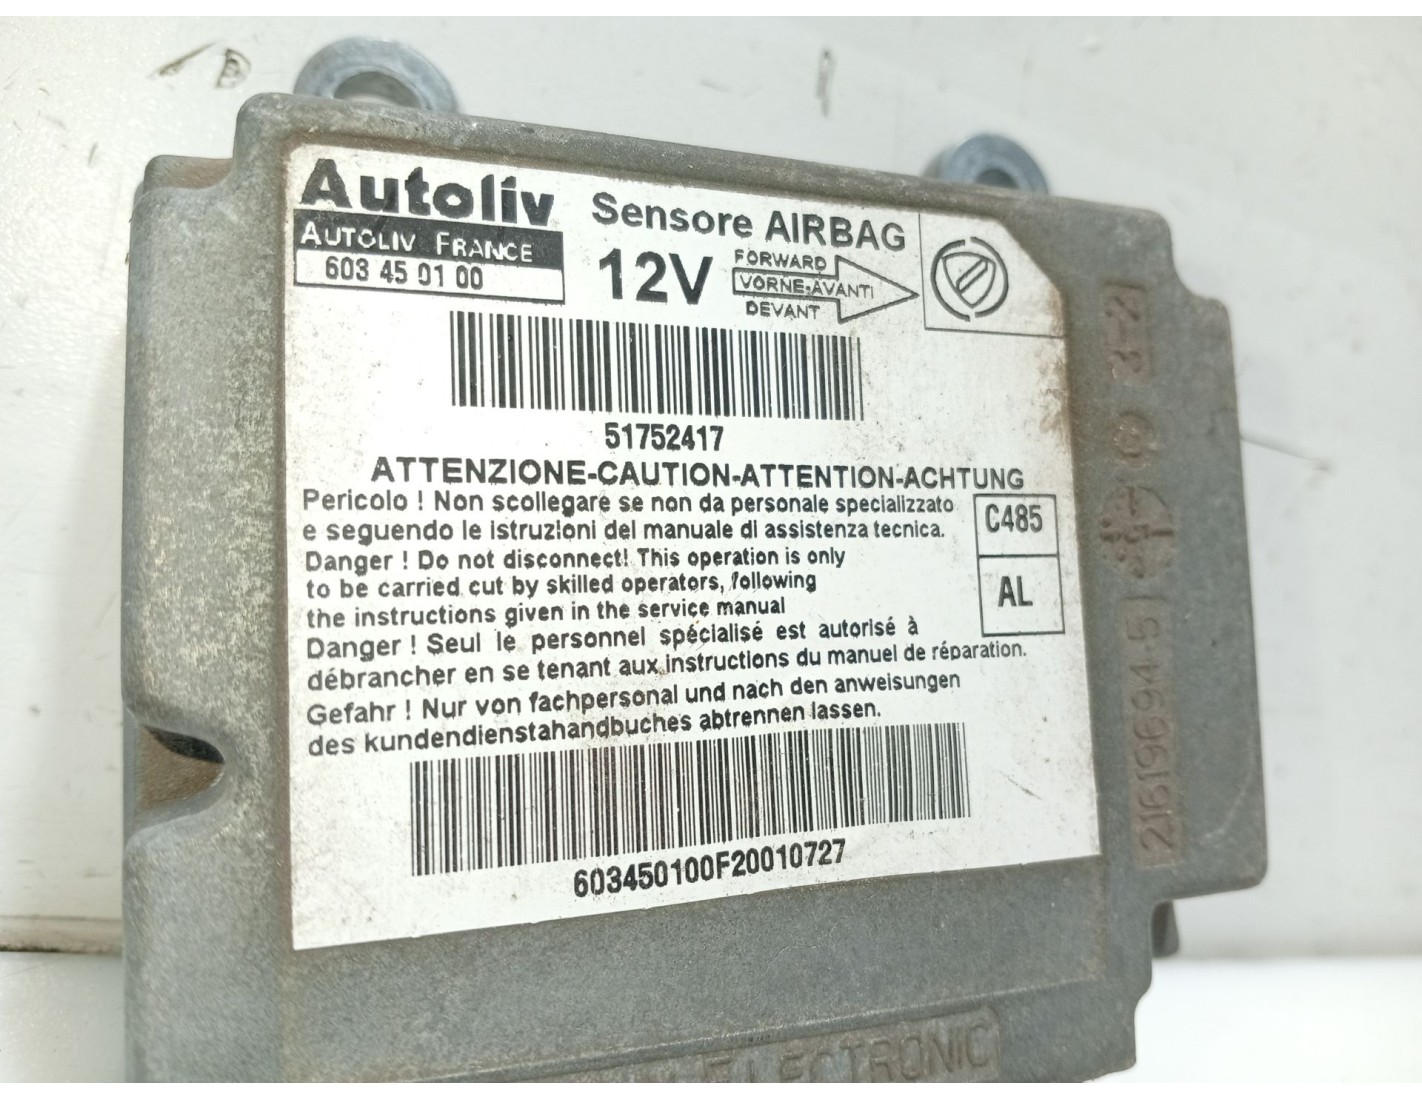 Autoliv
AUTOLIV FRANCE
603 45 01 00
Sensore AIRBAG
12V
FORWARD
VORNE-AVANTI
DEVANT
51752417
ATTENZIONE-CAUTION-ATTENTION-ACHTUNG
Pericolo ! Non scollegare se non da personale specializzato
e seguendo le istruzioni del manuale di assistenza tecnica.
Danger ! Do not disconnect! This operation is only
to be carried cut by skilled operators, following
the instructions given in the service manual
Danger ! Seul le personnel spécialisé est autorisé à
débrancher en se tenant aux instructions du manuel de réparation.
Gefahr ! Nur von fachpersonal und nach den anweisungen
des kundendienstahandbuches abtrennen lassen.
C485
AL
603450100F20010727
21619694-5
ELECTRONIC